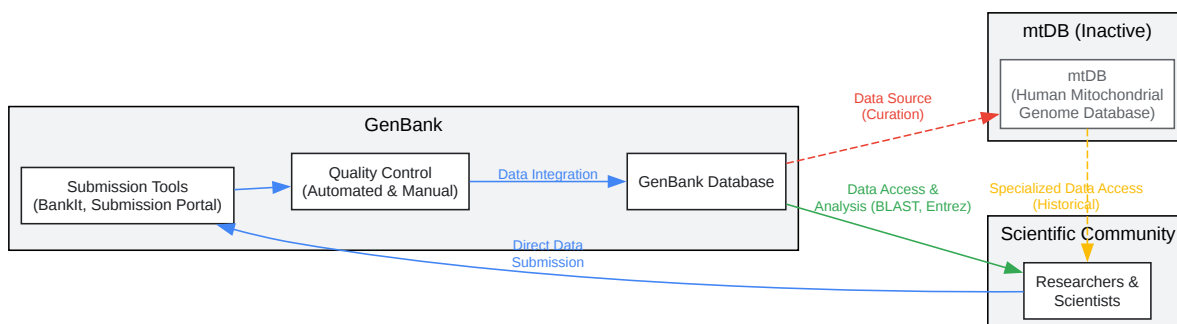 mtDB (Inactive)
mtDB
(Human Mitochondrial
Genome Database)
Data Source
(Curation)
GenBank
Submission Tools
(BankIt, Submission Portal)
Quality Control
(Automated & Manual)
Data Integration
GenBank Database
Data Access &
Analysis (BLAST, Entrez)
Specialized Data Access
(Historical)
Direct Data
Submission
Scientific Community
Researchers &
Scientists